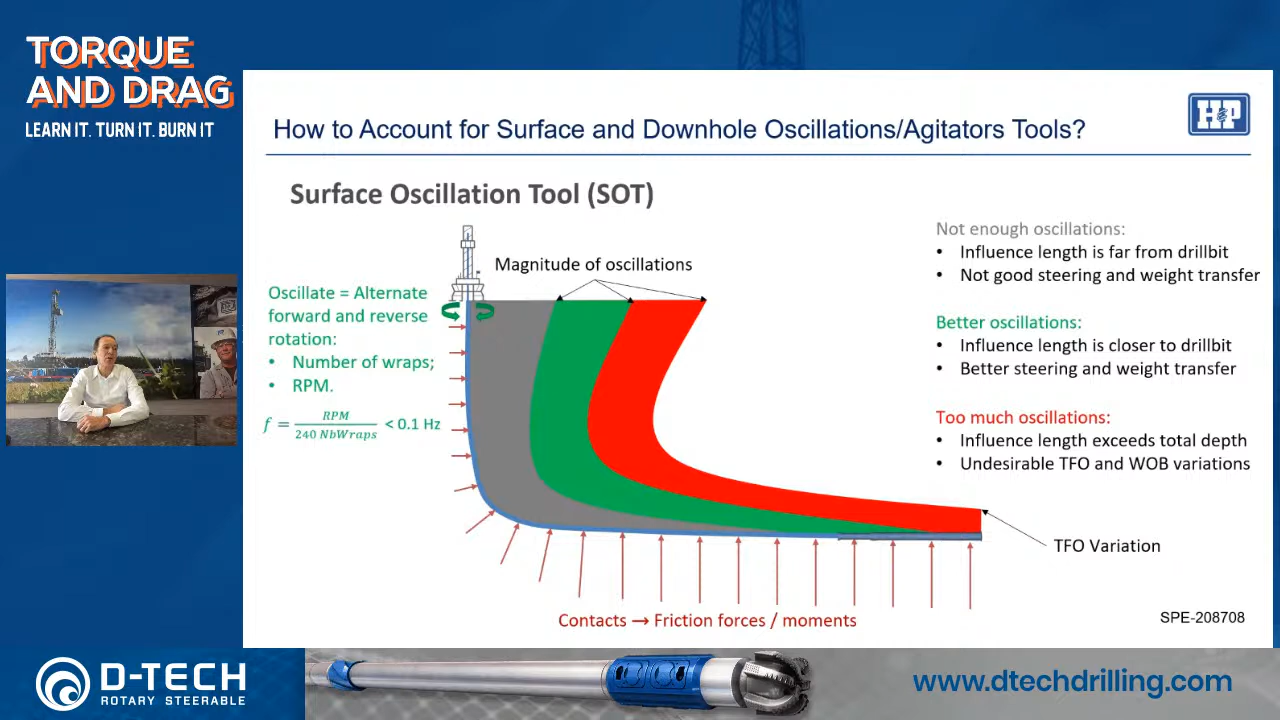 TORQUE
AND DRAG
LEARN IT. TURN IT. BURN IT
How to Account for Surface and Downhole Oscillations/Agitators Tools?
H&P
Surface Oscillation Tool (SOT)
Magnitude of oscillations
Oscillate = Alternate
forward and reverse
rotation:
• Number of wraps;
• RPM.
f = RPM / 240 NbWraps < 0.1 Hz
Not enough oscillations:
• Influence length is far from drillbit
• Not good steering and weight transfer
Better oscillations:
• Influence length is closer to drillbit
• Better steering and weight transfer
Too much oscillations:
• Influence length exceeds total depth
• Undesirable TFO and WOB variations
TFO Variation
Contacts → Friction forces / moments
SPE-208708
D-TECH
ROTARY STEERABLE
www.dtechdrilling.com